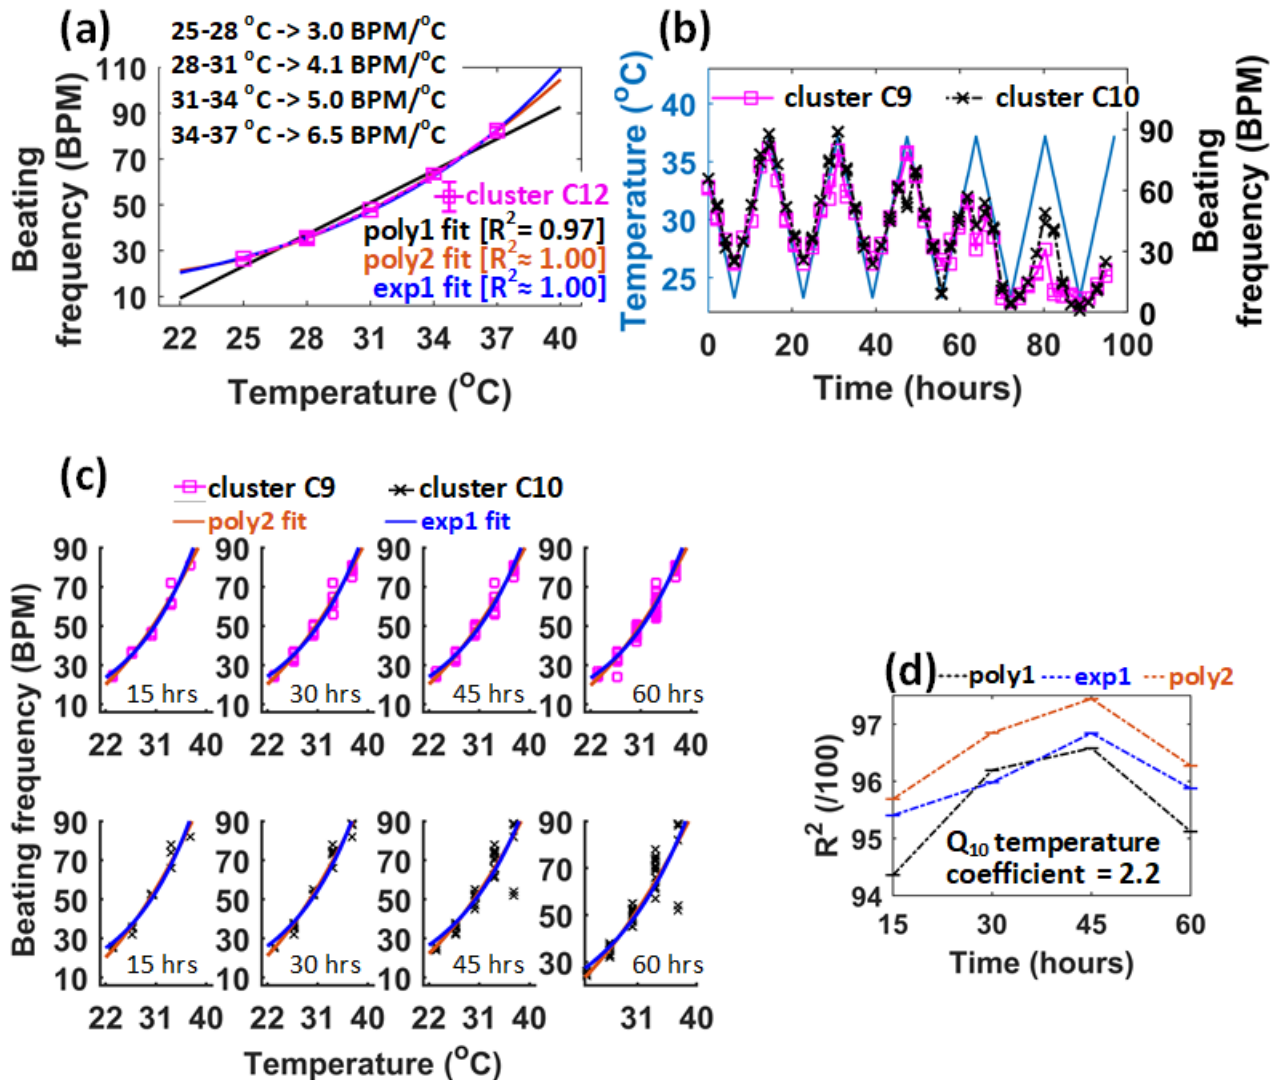 (a)
25-28 °C -> 3.0 BPM/°C
28-31 °C -> 4.1 BPM/°C
31-34 °C -> 5.0 BPM/°C
34-37 °C -> 6.5 BPM/°C
110
90
70
50
30
10
Beating
frequency (BPM)
cluster C12
poly1 fit [R²= 0.97]
poly2 fit [R²≈ 1.00]
exp1 fit [R²≈ 1.00]
22 25 28 31 34 37 40
Temperature (°C)
(b)
Temperature (°C)
40
35
30
25
cluster C9
cluster C10
90
60
30
0
Beating
frequency (BPM)
0 20 40 60 80 100
Time (hours)
(c)
cluster C9
cluster C10
poly2 fit
exp1 fit
Beating frequency (BPM)
90 90 90 90
70 70 70 70
50 50 50 50
30 30 30 30
10 10 10 10
15 hrs 30 hrs 45 hrs 60 hrs
22 31 40 22 31 40 22 31 40 22 31 40
90 90 90 90
70 70 70 70
50 50 50 50
30 30 30 30
10 10 10
15 hrs 30 hrs 45 hrs 60 hrs
22 31 40 22 31 40 22 31 40 31 40
Temperature (°C)
(d)
poly1
exp1
poly2
R² (/100)
97
96
95
94
Q₁₀ temperature
coefficient = 2.2
15 30 45 60
Time (hours)